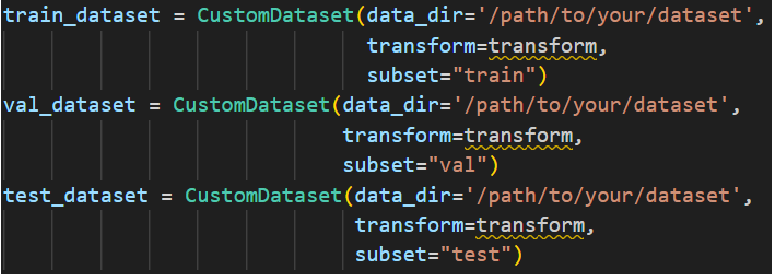 train_dataset = CustomDataset(data_dir='/path/to/your/dataset',
                              transform=transform,
                              subset="train")
val_dataset = CustomDataset(data_dir='/path/to/your/dataset',
                            transform=transform,
                            subset="val")
test_dataset = CustomDataset(data_dir='/path/to/your/dataset',
                             transform=transform,
                             subset="test")